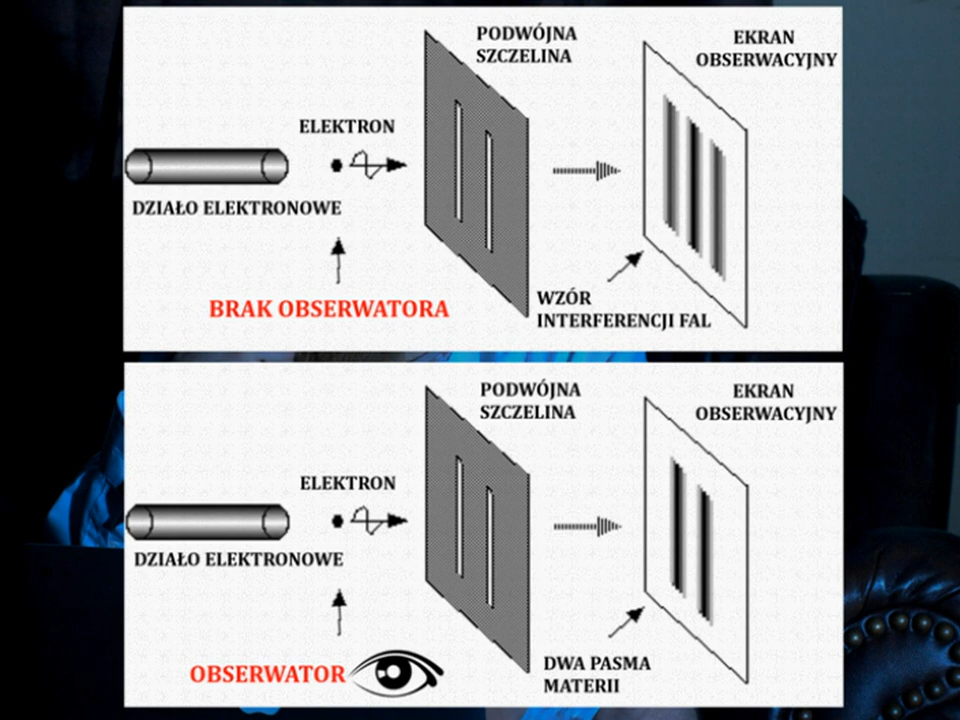 PODWÓJNA
SZCZELINA
EKRAN
OBSERWACYJNY
ELEKTRON
DZIAŁO ELEKTRONOWE
BRAK OBSERWATORA
WZÓR
INTERFERENCJI FAL
PODWÓJNA
SZCZELINA
EKRAN
OBSERWACYJNY
ELEKTRON
DZIAŁO ELEKTRONOWE
OBSERWATOR
DWA PASMA
MATERII